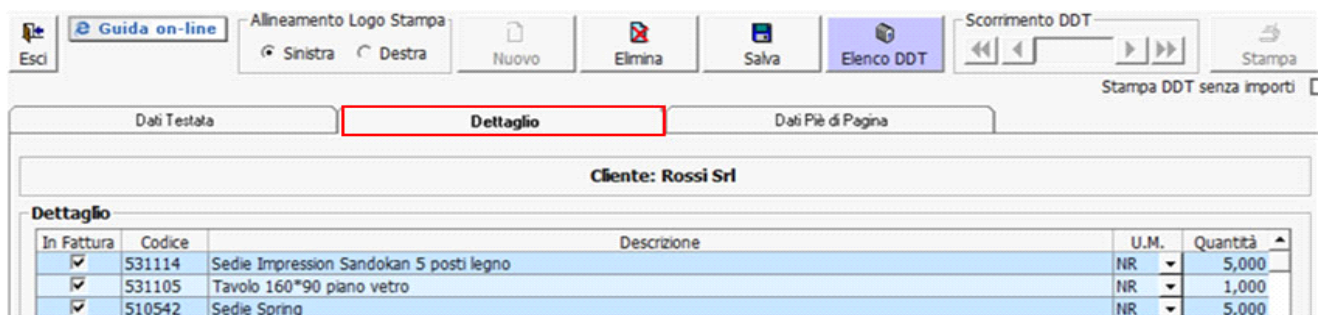 Esci
Guida on-line
Allineamento Logo Stampa
Sinistra Destra
Nuovo
Elimina
Salva
Elenco DDT
Scorrimento DDT
Stampa
Stampa DDT senza importi
Dati Testata Dettaglio Dati Piè di Pagina
Cliente: Rossi Srl
Dettaglio
In Fattura Codice Descrizione U.M. Quantità
531114 Sedie Impression Sandokan 5 posti legno NR 5,000
531105 Tavolo 160*90 piano vetro NR 1,000
510542 Sedie Spring NR 5,000